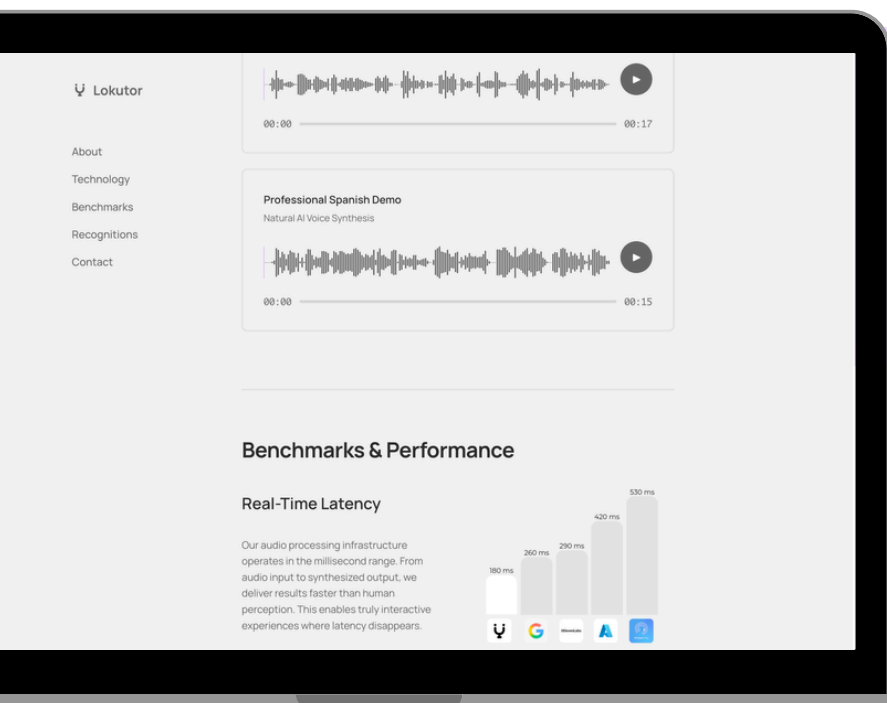 Lokutor
About
Technology
Benchmarks
Recognitions
Contact
00:00 00:17
Professional Spanish Demo
Natural AI Voice Synthesis
00:00 00:15
Benchmarks & Performance
Real-Time Latency
Our audio processing infrastructure
operates in the millisecond range. From
audio input to synthesized output, we
deliver results faster than human
perception. This enables truly interactive
experiences where latency disappears.
180 ms
260 ms
290 ms
420 ms
530 ms